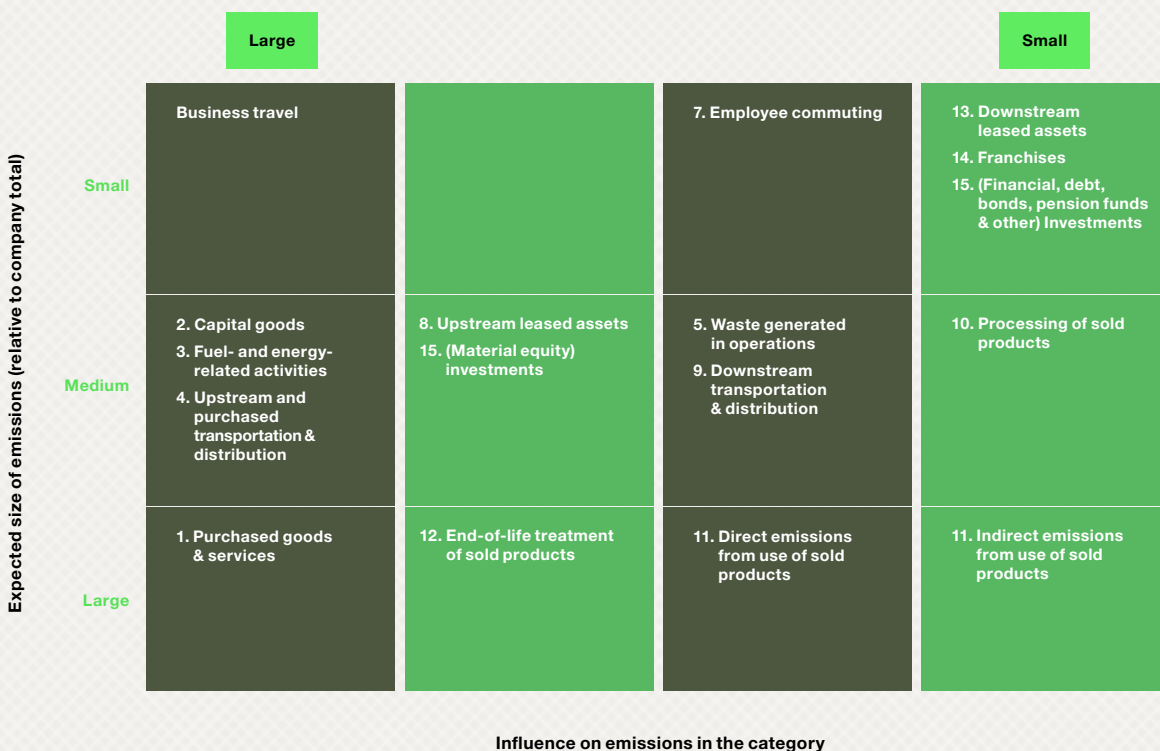 Large
Small
Expected size of emissions (relative to company total)
Small
Business travel
7. Employee commuting
13. Downstream
leased assets
14. Franchises
15. (Financial, debt,
bonds, pension funds
& other) Investments
Medium
2. Capital goods
3. Fuel- and energy-
related activities
4. Upstream and
purchased
transportation &
distribution
8. Upstream leased assets
15. (Material equity)
investments
5. Waste generated
in operations
9. Downstream
transportation
& distribution
10. Processing of sold
products
Large
1. Purchased goods
& services
12. End-of-life treatment
of sold products
11. Direct emissions
from use of sold
products
11. Indirect emissions
from use of sold
products
Influence on emissions in the category